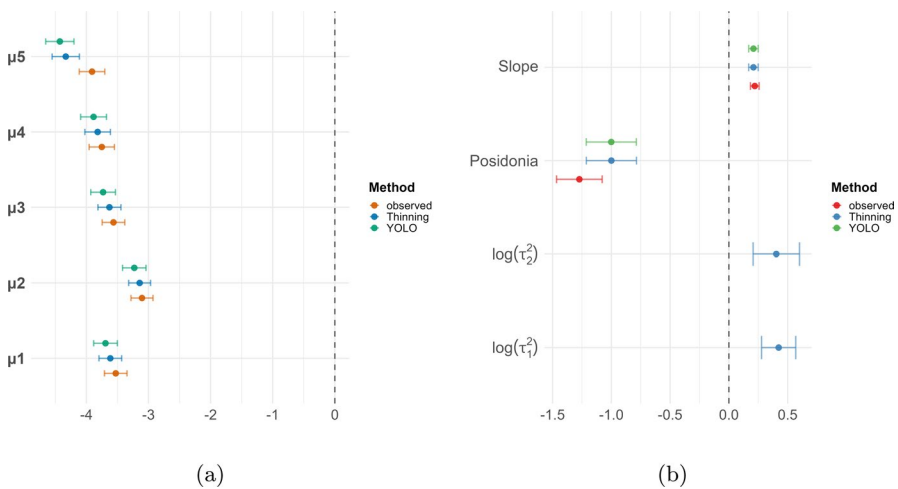 μ5
μ4
μ3
μ2
μ1
-4 -3 -2 -1 0
Method
observed
Thinning
YOLO
(a)
Slope
Posidonia
log(τ₂²)
log(τ₁²)
-1.5 -1.0 -0.5 0.0 0.5
Method
observed
Thinning
YOLO
(b)